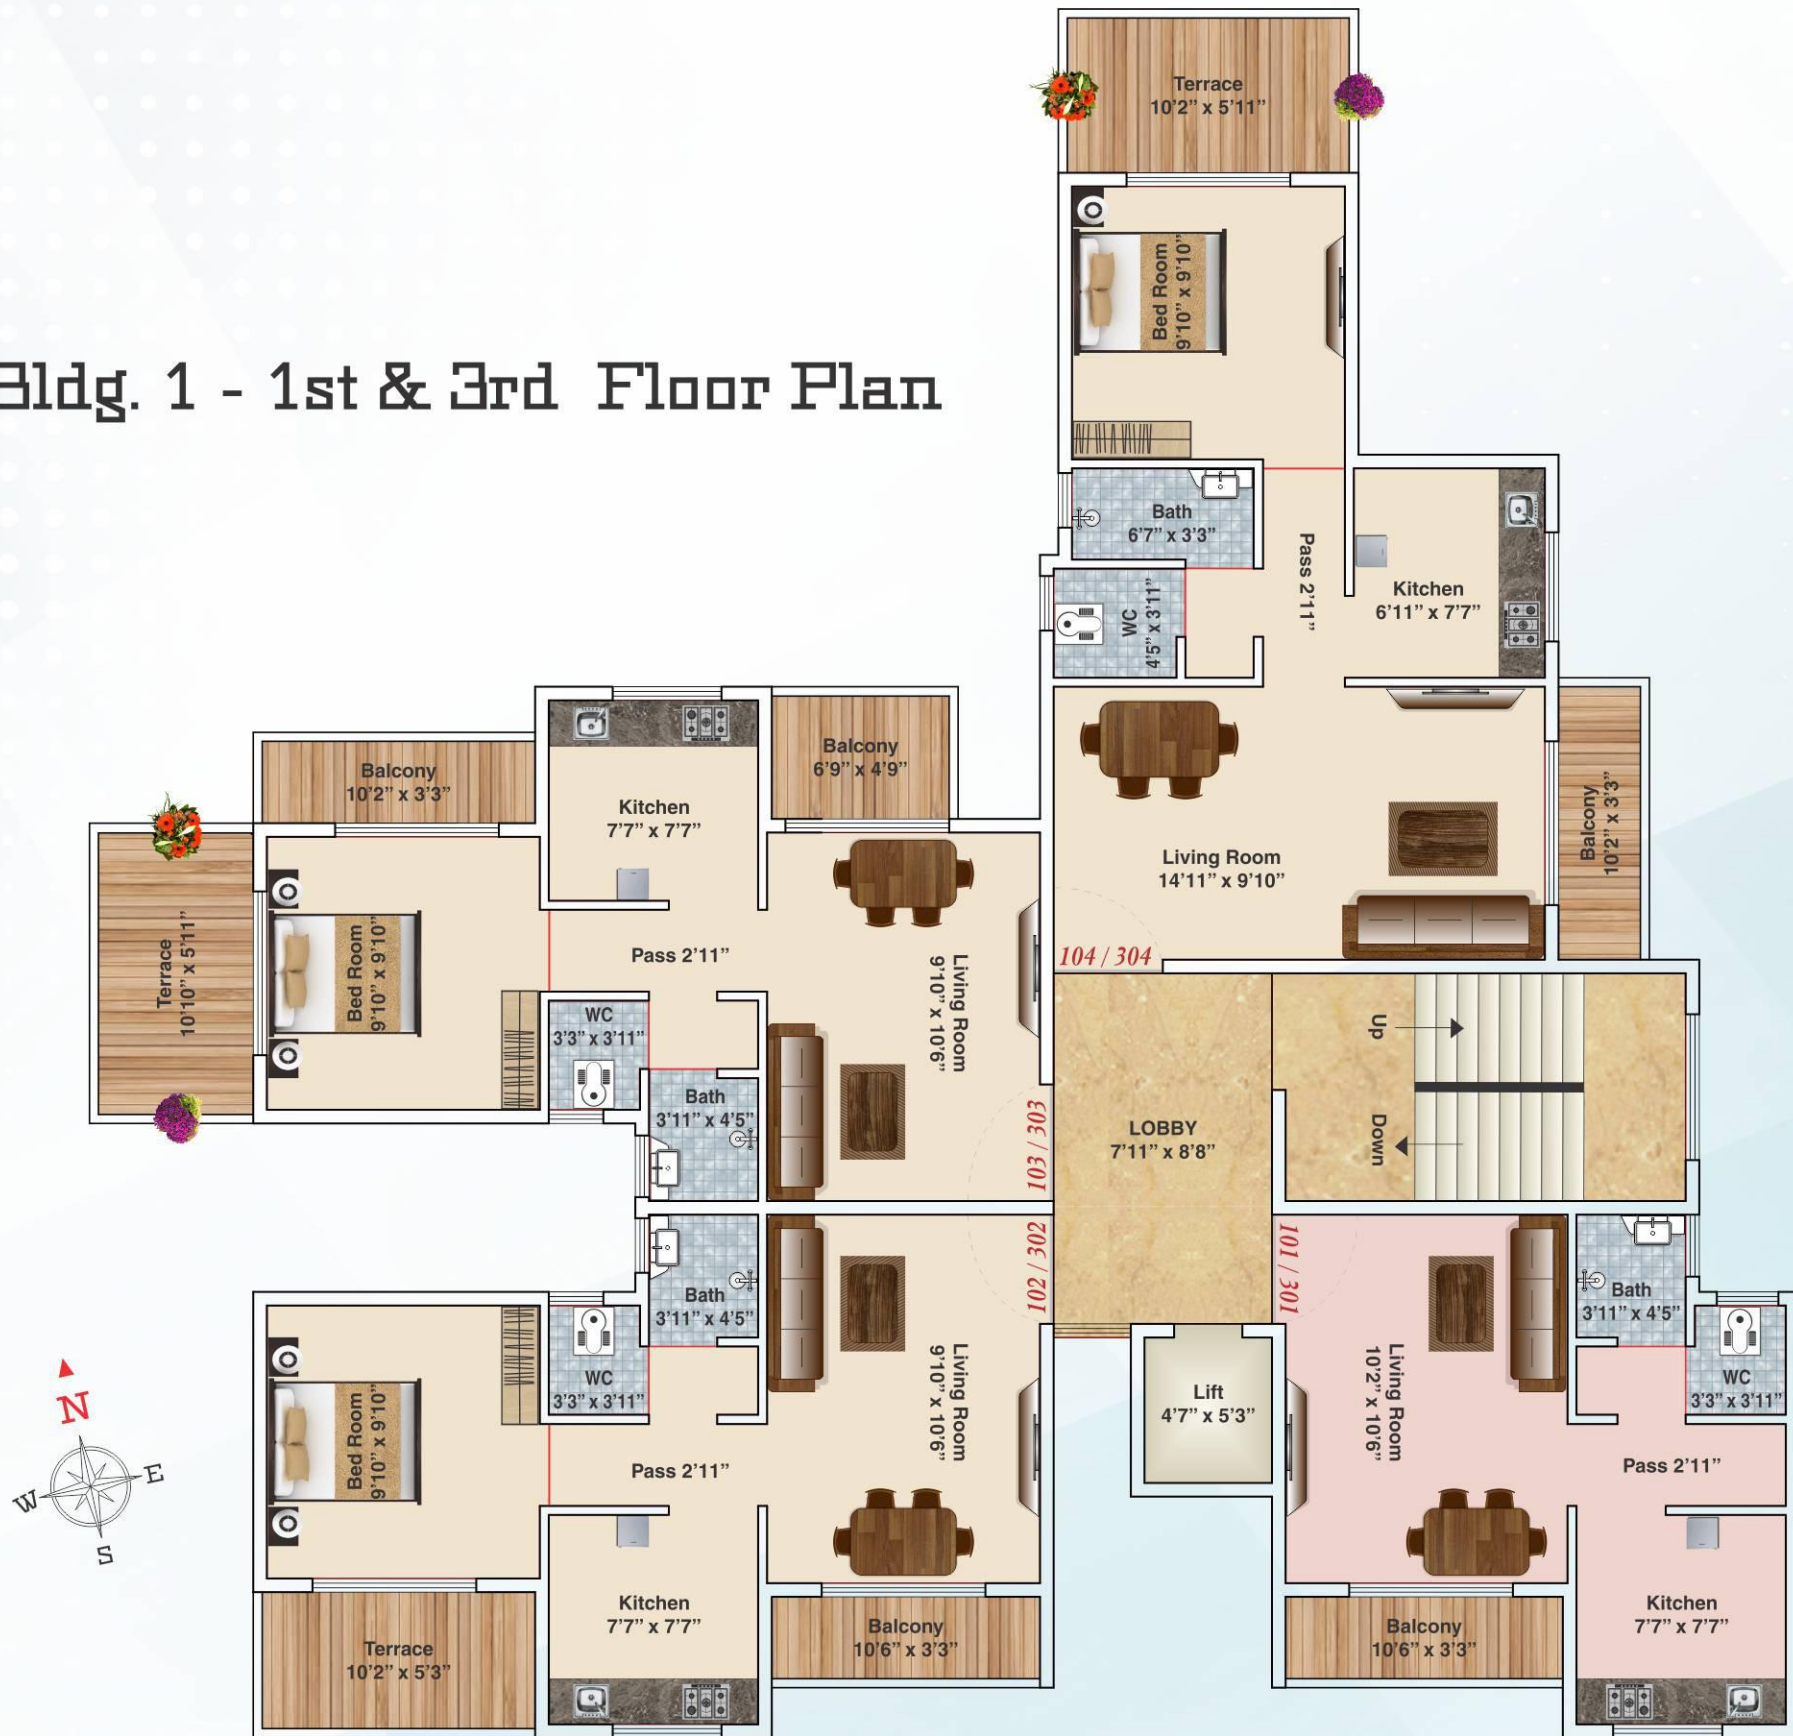 Terrace
10'2” x 5'11”
Bed Room
9'10” x 9'10”
Bldg. 1 - 1st & 3rd Floor Plan
Bath
6'7” x 3'3”
Pass 2'11”
Kitchen
6'11” x 7'7”
WC
4'5” x 3'11”
Balcony
10'2” x 3'3”
Kitchen
7'7” x 7'7”
Balcony
6'9” x 4'9”
Living Room
14'11” x 9'10”
Balcony
10'2” x 3'3”
104 / 304
Terrace
10'10” x 5'11”
Bed Room
9'10” x 9'10”
Pass 2'11”
Living Room
9'10” x 10'6”
WC
3'3” x 3'11”
Bath
3'11” x 4'5”
103 / 303
LOBBY
7'11” x 8'8”
Up
Down
102 / 302
101 / 301
Bath
3'11” x 4'5”
WC
3'3” x 3'11”
Bed Room
9'10” x 9'10”
Pass 2'11”
Living Room
9'10” x 10'6”
Lift
4'7” x 5'3”
Living Room
10'2” x 10'6”
Bath
3'11” x 4'5”
WC
3'3” x 3'11”
Pass 2'11”
N
E
W
S
Terrace
10'2” x 5'3”
Kitchen
7'7” x 7'7”
Balcony
10'6” x 3'3”
Balcony
10'6” x 3'3”
Kitchen
7'7” x 7'7”